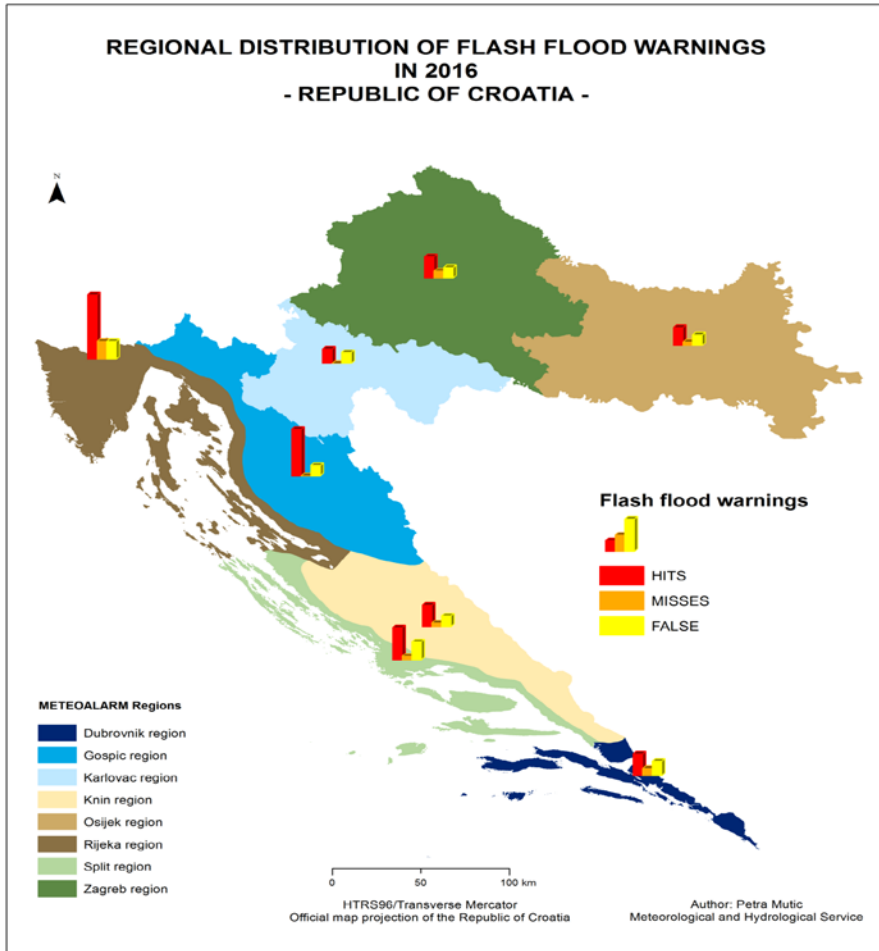 REGIONAL DISTRIBUTION OF FLASH FLOOD WARNINGS
IN 2016
- REPUBLIC OF CROATIA -
N
Flash flood warnings
HITS
MISSES
FALSE
METEOALARM Regions
Dubrovnik region
Gospic region
Karlovac region
Knin region
Osijek region
Rijeka region
Split region
Zagreb region
0 50 100 km
HTRS96/Transverse Mercator
Official map projection of the Republic of Croatia
Author: Petra Mutic
Meteorological and Hydrological Service